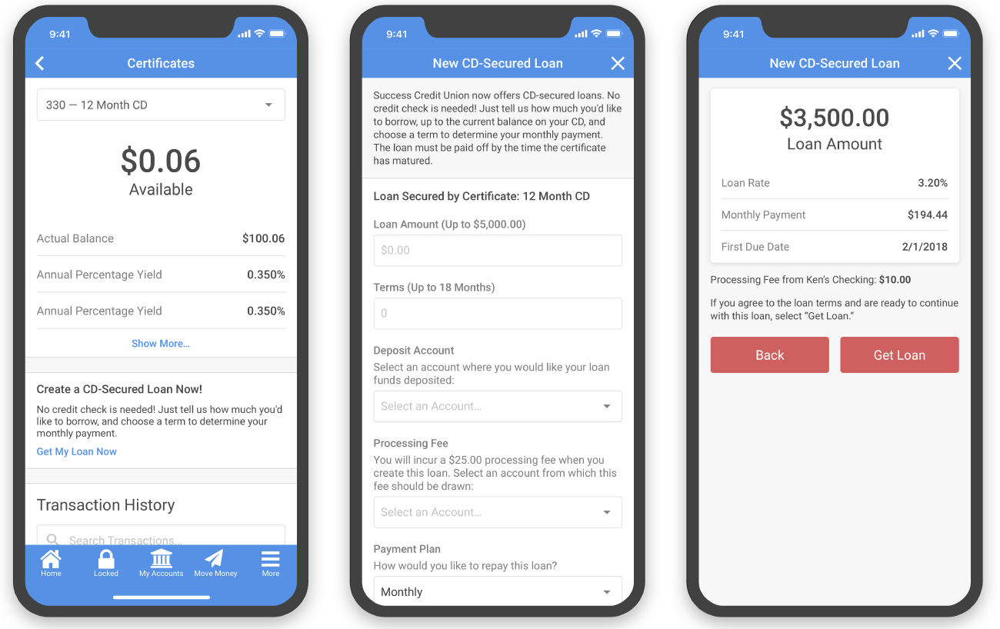 9:41
Certificates
330 — 12 Month CD
$0.06
Available
Actual Balance $100.06
Annual Percentage Yield 0.350%
Annual Percentage Yield 0.350%
Show More...
Create a CD-Secured Loan Now!
No credit check is needed! Just tell us how much you'd
like to borrow, and choose a term to determine your
monthly payment.
Get My Loan Now
Transaction History
Search Transactions...
Home Locked My Accounts Move Money More
9:41
New CD-Secured Loan
Success Credit Union now offers CD-secured loans. No
credit check is needed! Just tell us how much you'd like
to borrow, up to the current balance on your CD, and
choose a term to determine your monthly payment.
The loan must be paid off by the time the certificate
has matured.
Loan Secured by Certificate: 12 Month CD
Loan Amount (Up to $5,000.00)
$0.00
Terms (Up to 18 Months)
0
Deposit Account
Select an account where you would like your loan
funds deposited:
Select an Account...
Processing Fee
You will incur a $25.00 processing fee when you
create this loan. Select an account from which this
fee should be drawn:
Select an Account...
Payment Plan
How would you like to repay this loan?
Monthly
9:41
New CD-Secured Loan
$3,500.00
Loan Amount
Loan Rate 3.20%
Monthly Payment $194.44
First Due Date 2/1/2018
Processing Fee from Ken's Checking: $10.00
If you agree to the loan terms and are ready to continue
with this loan, select “Get Loan.”
Back Get Loan